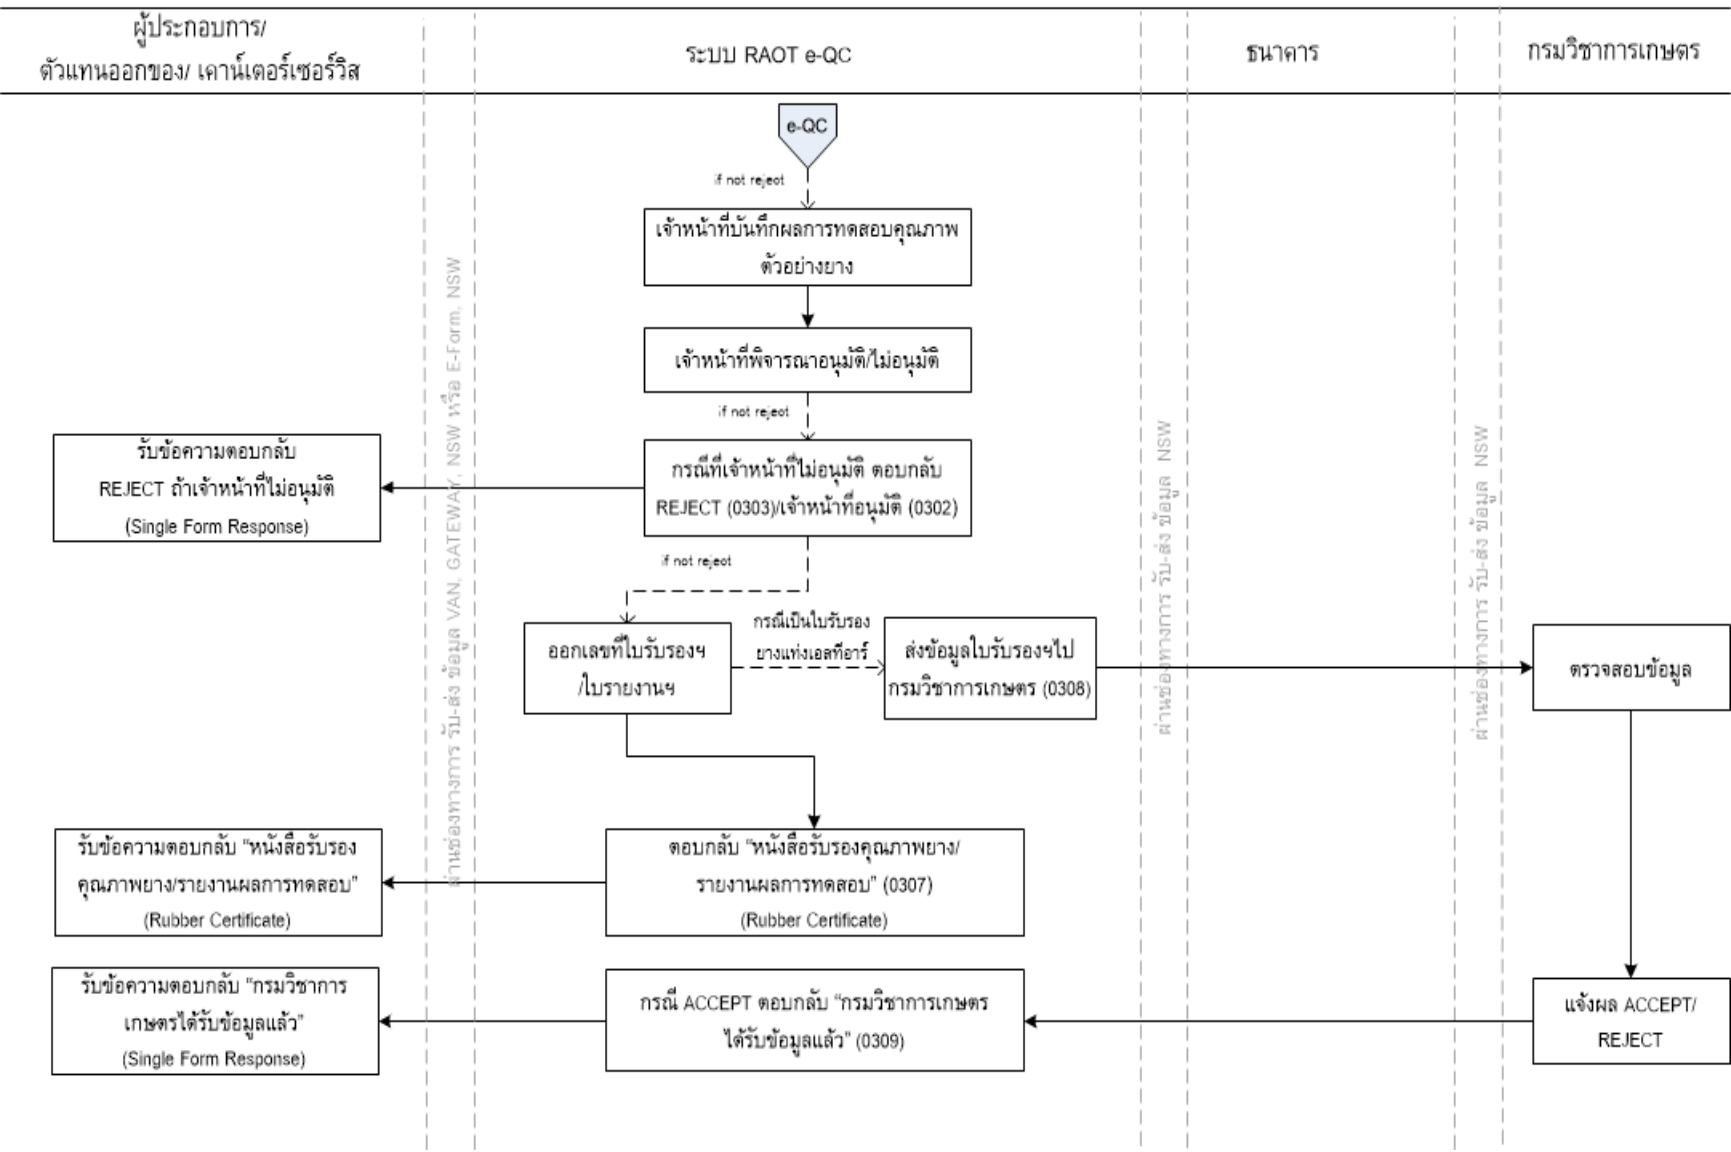 ผู้ประกอบการ/
ตัวแทนออกของ/ เคาน์เตอร์เซอร์วิส
ระบบ RAOT e-QC
ธนาคาร
กรมวิชาการเกษตร
e-QC
if not reject
เจ้าหน้าที่บันทึกผลการทดสอบคุณภาพ
ตัวอย่างยาง
เจ้าหน้าที่พิจารณาอนุมัติ/ไม่อนุมัติ
if not reject
รับข้อความตอบกลับ
REJECT ถ้าเจ้าหน้าที่ไม่อนุมัติ
(Single Form Response)
กรณีที่เจ้าหน้าที่ไม่อนุมัติ ตอบกลับ
REJECT (0303)/เจ้าหน้าที่อนุมัติ (0302)
if not reject
ออกเลขที่ใบรับรองฯ
/ใบรายงานฯ
กรณีเป็นใบรับรอง
ยางแท่งเอสทีอาร์
ส่งข้อมูลใบรับรองฯไป
กรมวิชาการเกษตร (0308)
ตรวจสอบข้อมูล
ผ่านช่องทางการ รับ-ส่ง ข้อมูล VAN, GATEWAY, NSW หรือ E-Form, NSW
ผ่านช่องทางการ รับ-ส่ง ข้อมูล NSW
ผ่านช่องทางการ รับ-ส่ง ข้อมูล NSW
รับข้อความตอบกลับ “หนังสือรับรอง
คุณภาพยาง/รายงานผลการทดสอบ”
(Rubber Certificate)
ตอบกลับ “หนังสือรับรองคุณภาพยาง/
รายงานผลการทดสอบ” (0307)
(Rubber Certificate)
รับข้อความตอบกลับ “กรมวิชาการ
เกษตรได้รับข้อมูลแล้ว”
(Single Form Response)
กรณี ACCEPT ตอบกลับ “กรมวิชาการเกษตร
ได้รับข้อมูลแล้ว” (0309)
แจ้งผล ACCEPT/
REJECT